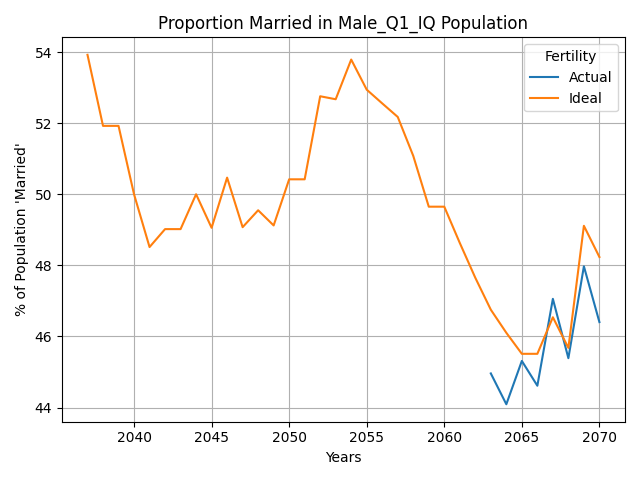 Proportion Married in Male_Q1_IQ Population
% of Population 'Married'
54
52
50
48
46
44
Fertility
Actual
Ideal
2040 2045 2050 2055 2060 2065 2070
Years